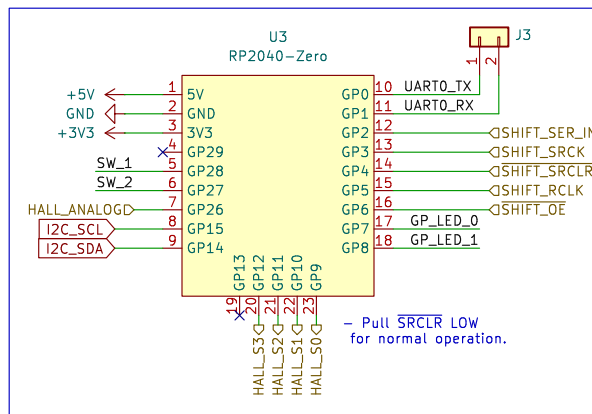 U3
RP2040-Zero
J3
1
2
+5V
1
5V
GND
2
GND
+3V3
3
3V3
4
GP29
SW_1
5
GP28
SW_2
6
GP27
HALL_ANALOG
7
GP26
I2C_SCL
8
GP15
I2C_SDA
9
GP14
GP0
10
UART0_TX
GP1
11
UART0_RX
GP2
12
SHIFT_SER_IN
GP3
13
SHIFT_SRCK
GP4
14
SHIFT_SRCLR
GP5
15
SHIFT_RCLK
GP6
16
SHIFT_OE
GP7
17
GP_LED_0
GP8
18
GP_LED_1
GP13
19
GP12
20
HALL_S3
GP11
21
HALL_S2
GP10
22
HALL_S1
GP9
23
HALL_S0
- Pull SRCLR LOW
for normal operation.